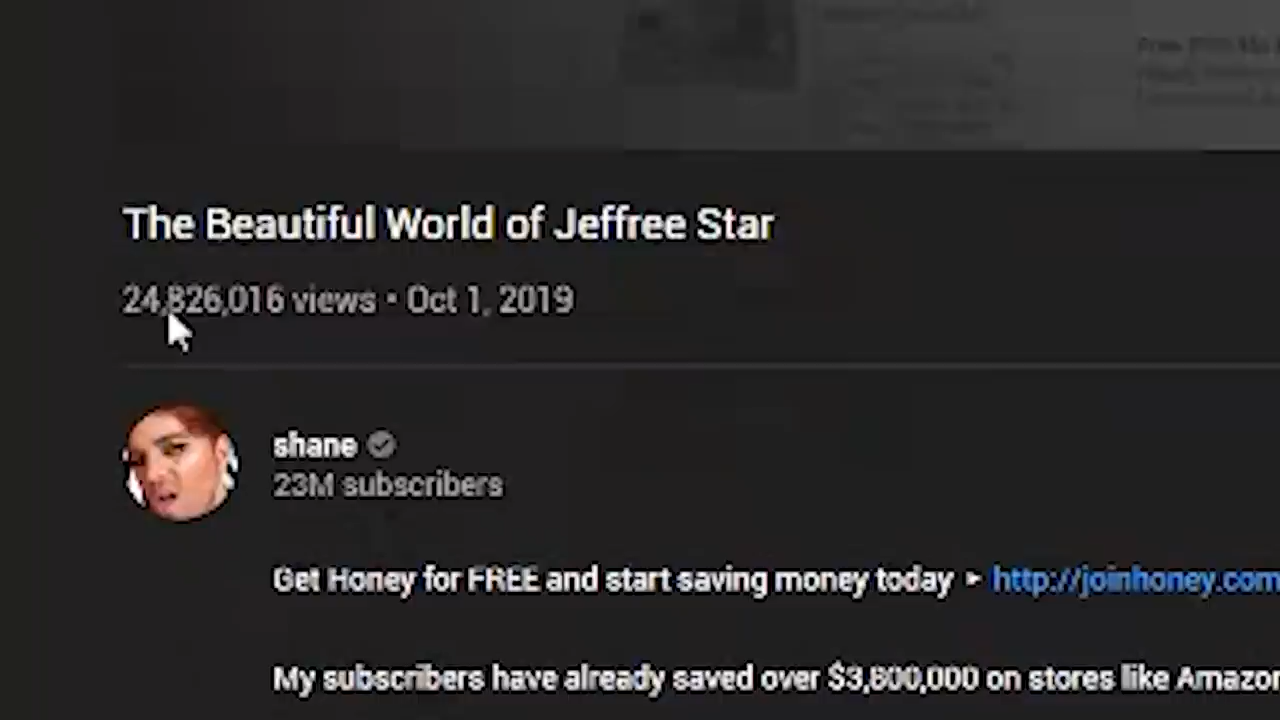 The Beautiful World of Jeffree Star
24,826,016 views • Oct 1, 2019
shane
23M subscribers
Get Honey for FREE and start saving money today ► http://joinhoney.com
My subscribers have already saved over $3,800,000 on stores like Amazon